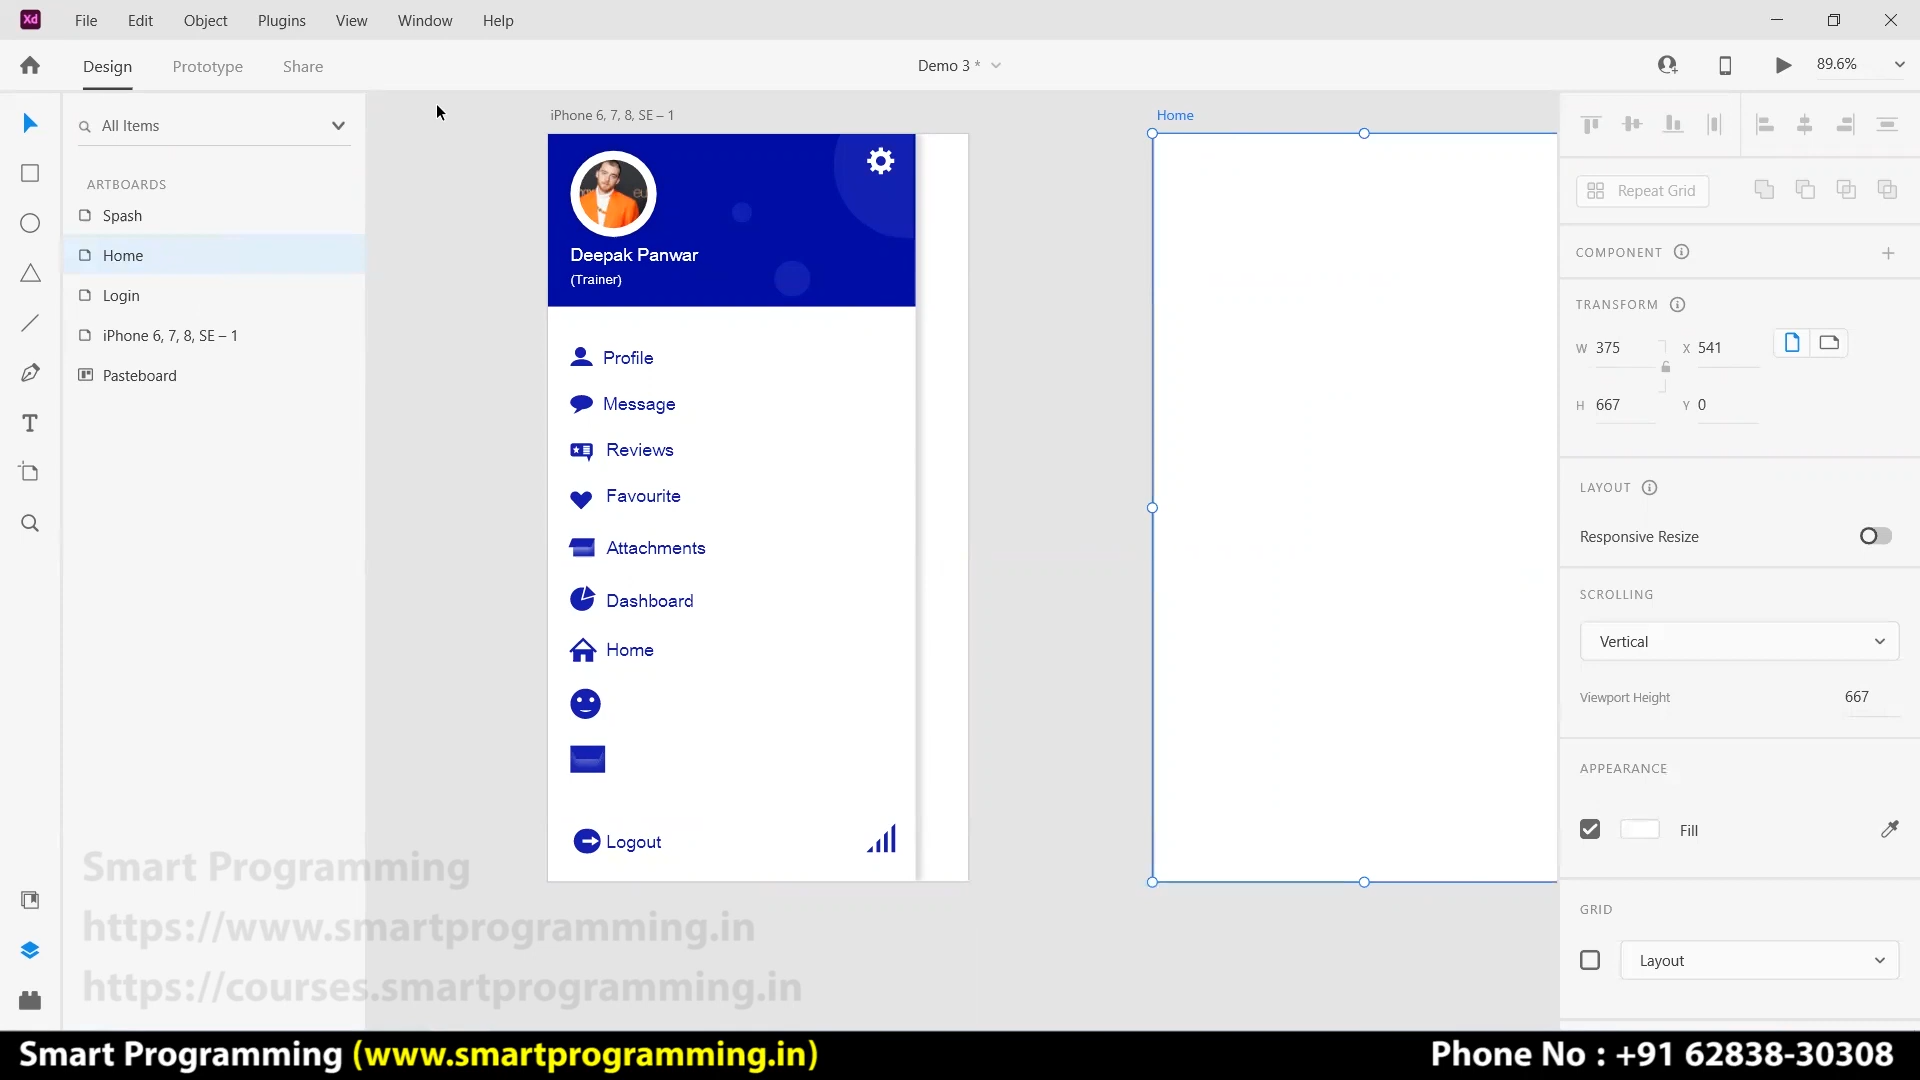 Xd File Edit Object Plugins View Window Help
Design Prototype Share Demo 3 * 89.6%
All Items
ARTBOARDS
Spash
Home
Login
iPhone 6, 7, 8, SE – 1
Pasteboard
iPhone 6, 7, 8, SE – 1
Deepak Panwar
(Trainer)
Profile
Message
Reviews
Favourite
Attachments
Dashboard
Home
Logout
Home
Repeat Grid
COMPONENT
TRANSFORM
W 375 X 541
H 667 Y 0
LAYOUT
Responsive Resize
SCROLLING
Vertical
Viewport Height 667
APPEARANCE
Fill
GRID
Layout
Smart Programming
https://www.smartprogramming.in
https://courses.smartprogramming.in
Smart Programming (www.smartprogramming.in) Phone No : +91 62838-30308